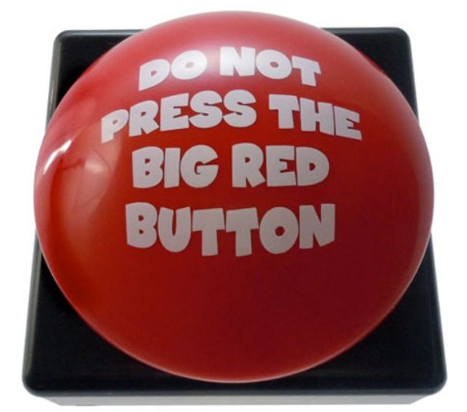 DO NOT
PRESS THE
BIG RED
BUTTON